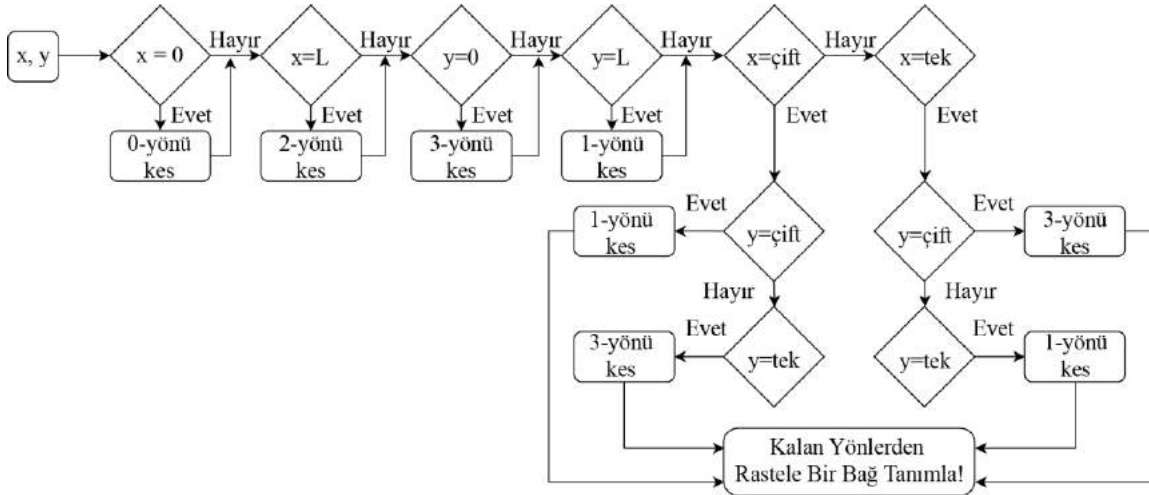 x, y
x = 0
Hayır
x=L
Hayır
y=0
Hayır
y=L
Hayır
x=çift
Hayır
x=tek
Evet
Evet
Evet
Evet
Evet
Evet
0-yönü
kes
2-yönü
kes
3-yönü
kes
1-yönü
kes
1-yönü
kes
Evet
y=çift
y=çift
Evet
3-yönü
kes
Hayır
Hayır
3-yönü
kes
Evet
y=tek
y=tek
Evet
1-yönü
kes
Kalan Yönlerden
Rastele Bir Bağ Tanımla!